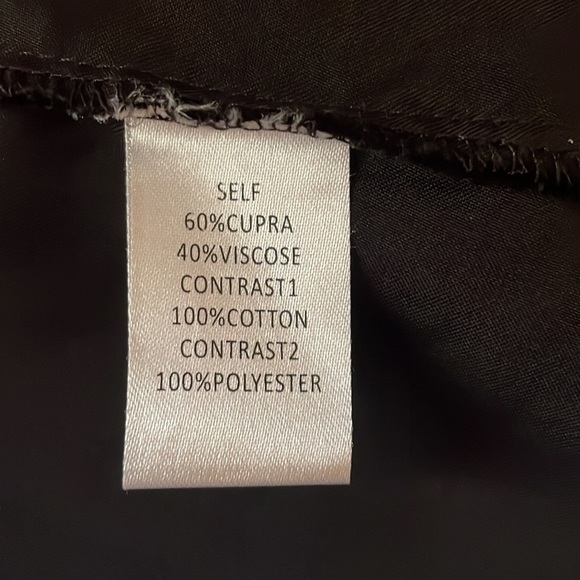 SELF
60%CUPRA
40%VISCOSE
CONTRAST1
100%COTTON
CONTRAST2
100%POLYESTER